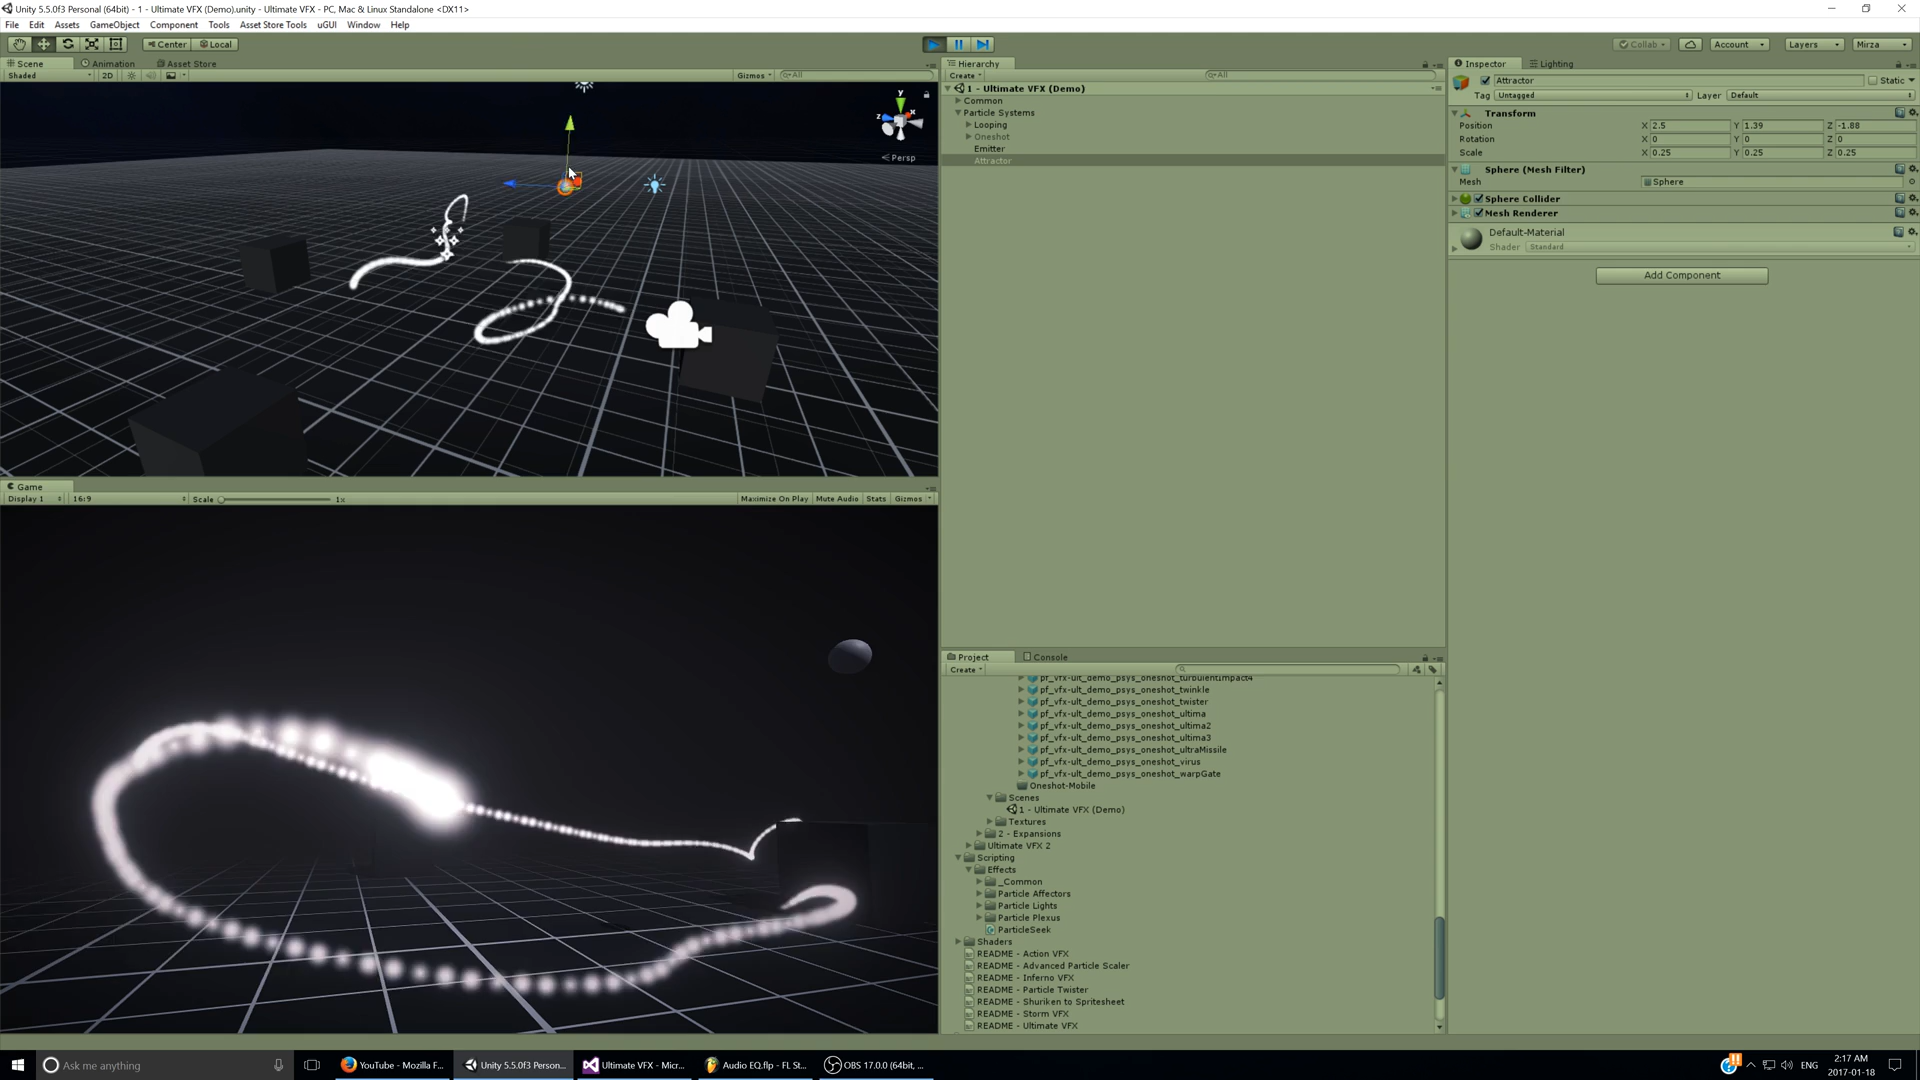 Unity 5.5.0f3 Personal (64bit) - 1 - Ultimate VFX (Demo).unity - Ultimate VFX - PC, Mac & Linux Standalone <DX11>
File Edit Assets GameObject Component Tools Asset Store Tools uGUI Window Help
Center Local Collab Account Layers Mirza
Scene Animation Asset Store
Shaded 2D Gizmos All
y
x
z
Persp
Game
Display 1 16:9 Scale 1x Maximize On Play Mute Audio Stats Gizmos
Hierarchy
Create All
1 - Ultimate VFX (Demo)
Common
Particle Systems
Looping
Oneshot
Emitter
Attractor
Project Console
Create
pf_vfx-ult_demo_psys_oneshot_turbulentImpact4
pf_vfx-ult_demo_psys_oneshot_twinkle
pf_vfx-ult_demo_psys_oneshot_twister
pf_vfx-ult_demo_psys_oneshot_ultima
pf_vfx-ult_demo_psys_oneshot_ultima2
pf_vfx-ult_demo_psys_oneshot_ultima3
pf_vfx-ult_demo_psys_oneshot_ultraMissile
pf_vfx-ult_demo_psys_oneshot_virus
pf_vfx-ult_demo_psys_oneshot_warpGate
Oneshot-Mobile
Scenes
1 - Ultimate VFX (Demo)
Textures
2 - Expansions
Ultimate VFX 2
Scripting
Effects
_Common
Particle Affectors
Particle Lights
Particle Plexus
ParticleSeek
Shaders
README - Action VFX
README - Advanced Particle Scaler
README - Inferno VFX
README - Particle Twister
README - Shuriken to Spritesheet
README - Storm VFX
README - Ultimate VFX
Inspector Lighting
Attractor Static
Tag Untagged Layer Default
Transform
Position X 2.5 Y 1.39 Z -1.88
Rotation X 0 Y 0 Z 0
Scale X 0.25 Y 0.25 Z 0.25
Sphere (Mesh Filter)
Mesh Sphere
Sphere Collider
Mesh Renderer
Default-Material
Shader Standard
Add Component
Ask me anything YouTube - Mozilla F... Unity 5.5.0f3 Person... Ultimate VFX - Micr... Audio EQ.flp - FL St... OBS 17.0.0 (64bit, ... ENG
2:17 AM
2017-01-18